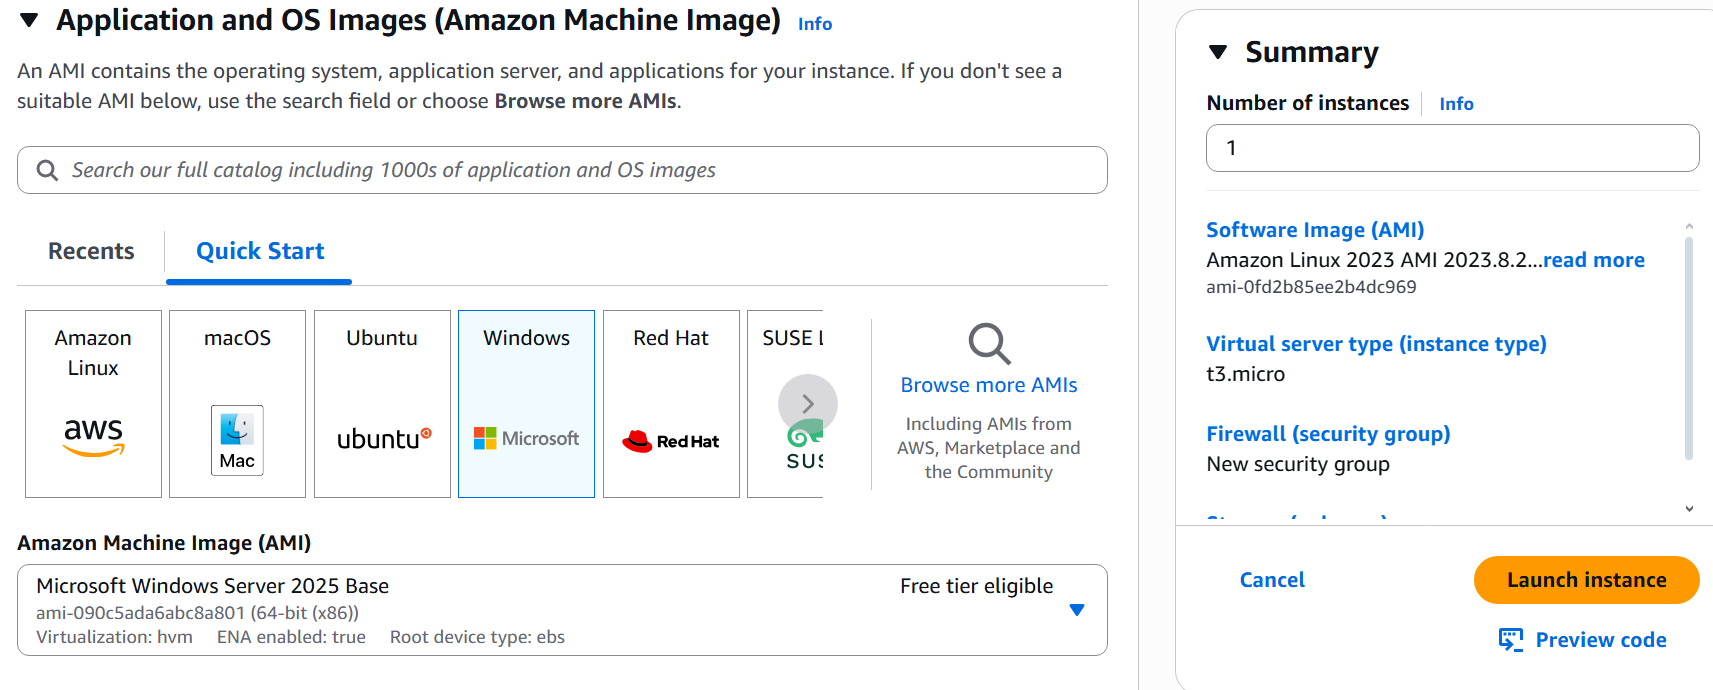 Application and OS Images (Amazon Machine Image) Info
An AMI contains the operating system, application server, and applications for your instance. If you don't see a
suitable AMI below, use the search field or choose Browse more AMIs.
Search our full catalog including 1000s of application and OS images
Recents
Quick Start
Amazon
Linux
aws
macOS
Mac
Ubuntu
ubuntu
Windows
Microsoft
Red Hat
Red Hat
SUSE L
SUS
Browse more AMIs
Including AMIs from
AWS, Marketplace and
the Community
Amazon Machine Image (AMI)
Microsoft Windows Server 2025 Base
Free tier eligible
ami-090c5ada6abc8a801 (64-bit (x86))
Virtualization: hvm ENA enabled: true Root device type: ebs
Summary
Number of instances Info
1
Software Image (AMI)
Amazon Linux 2023 AMI 2023.8.2...read more
ami-0fd2b85ee2b4dc969
Virtual server type (instance type)
t3.micro
Firewall (security group)
New security group
Cancel
Launch instance
Preview code